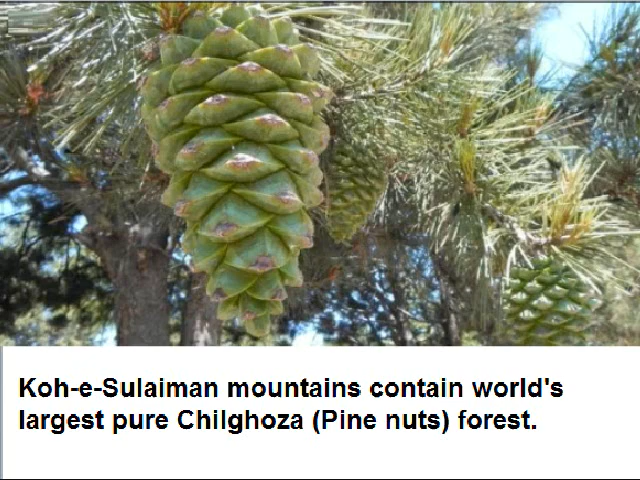 Koh-e-Sulaiman mountains contain world's
largest pure Chilghoza (Pine nuts) forest.